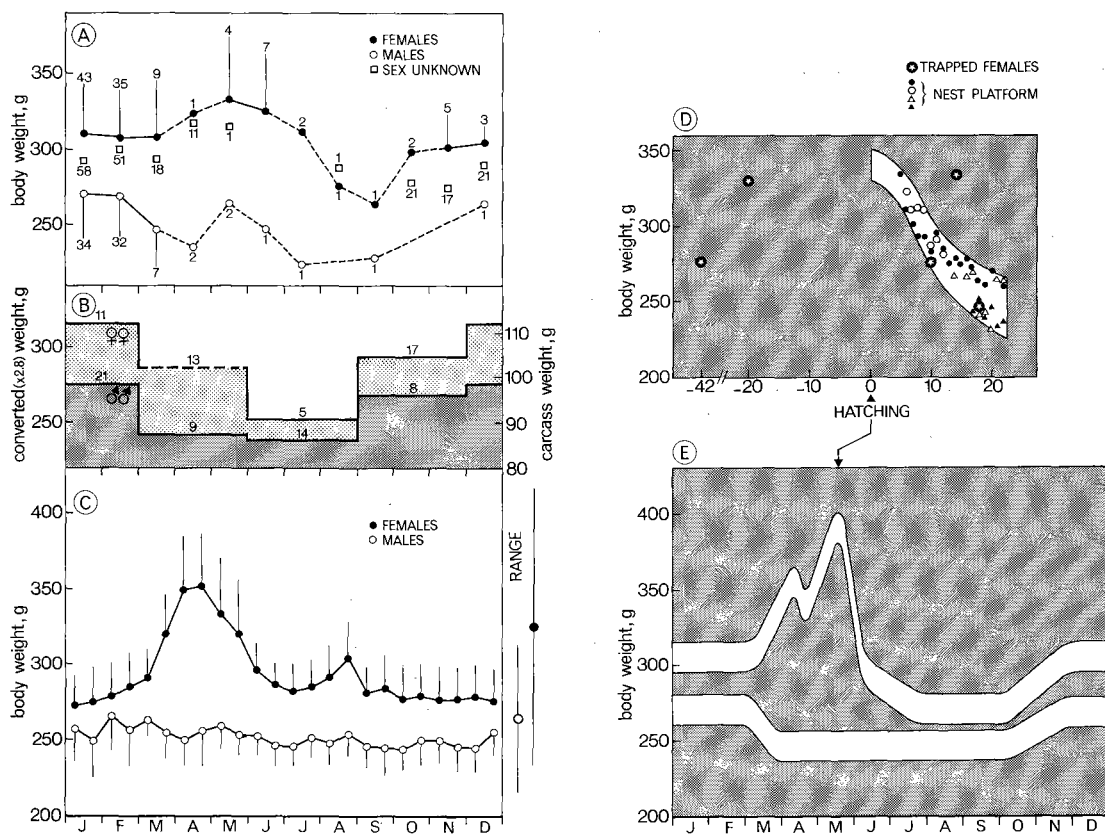 A
FEMALES
MALES
SEX UNKNOWN
body weight, g
350
300
250
43 35 9 1 4 7 2 1 1 2 5 3
58 51 18 11 1 1 21 17 21
34 32 7 2 2 1 1 1 1
J F M A M J J A S O N D
B
converted (x2.8) weight, g
300
250
carcass weight, g
110
100
90
80
11 13 5 17
♀♀
21 9 14 8
C
FEMALES
MALES
body weight, g
400
350
300
250
200
RANGE
J F M A M J J A S O N D
TRAPPED FEMALES
NEST PLATFORM
D
body weight, g
350
300
250
200
-42 // -20 -10 0 10 20
HATCHING
E
body weight, g
400
350
300
250
200
J F M A M J J A S O N D